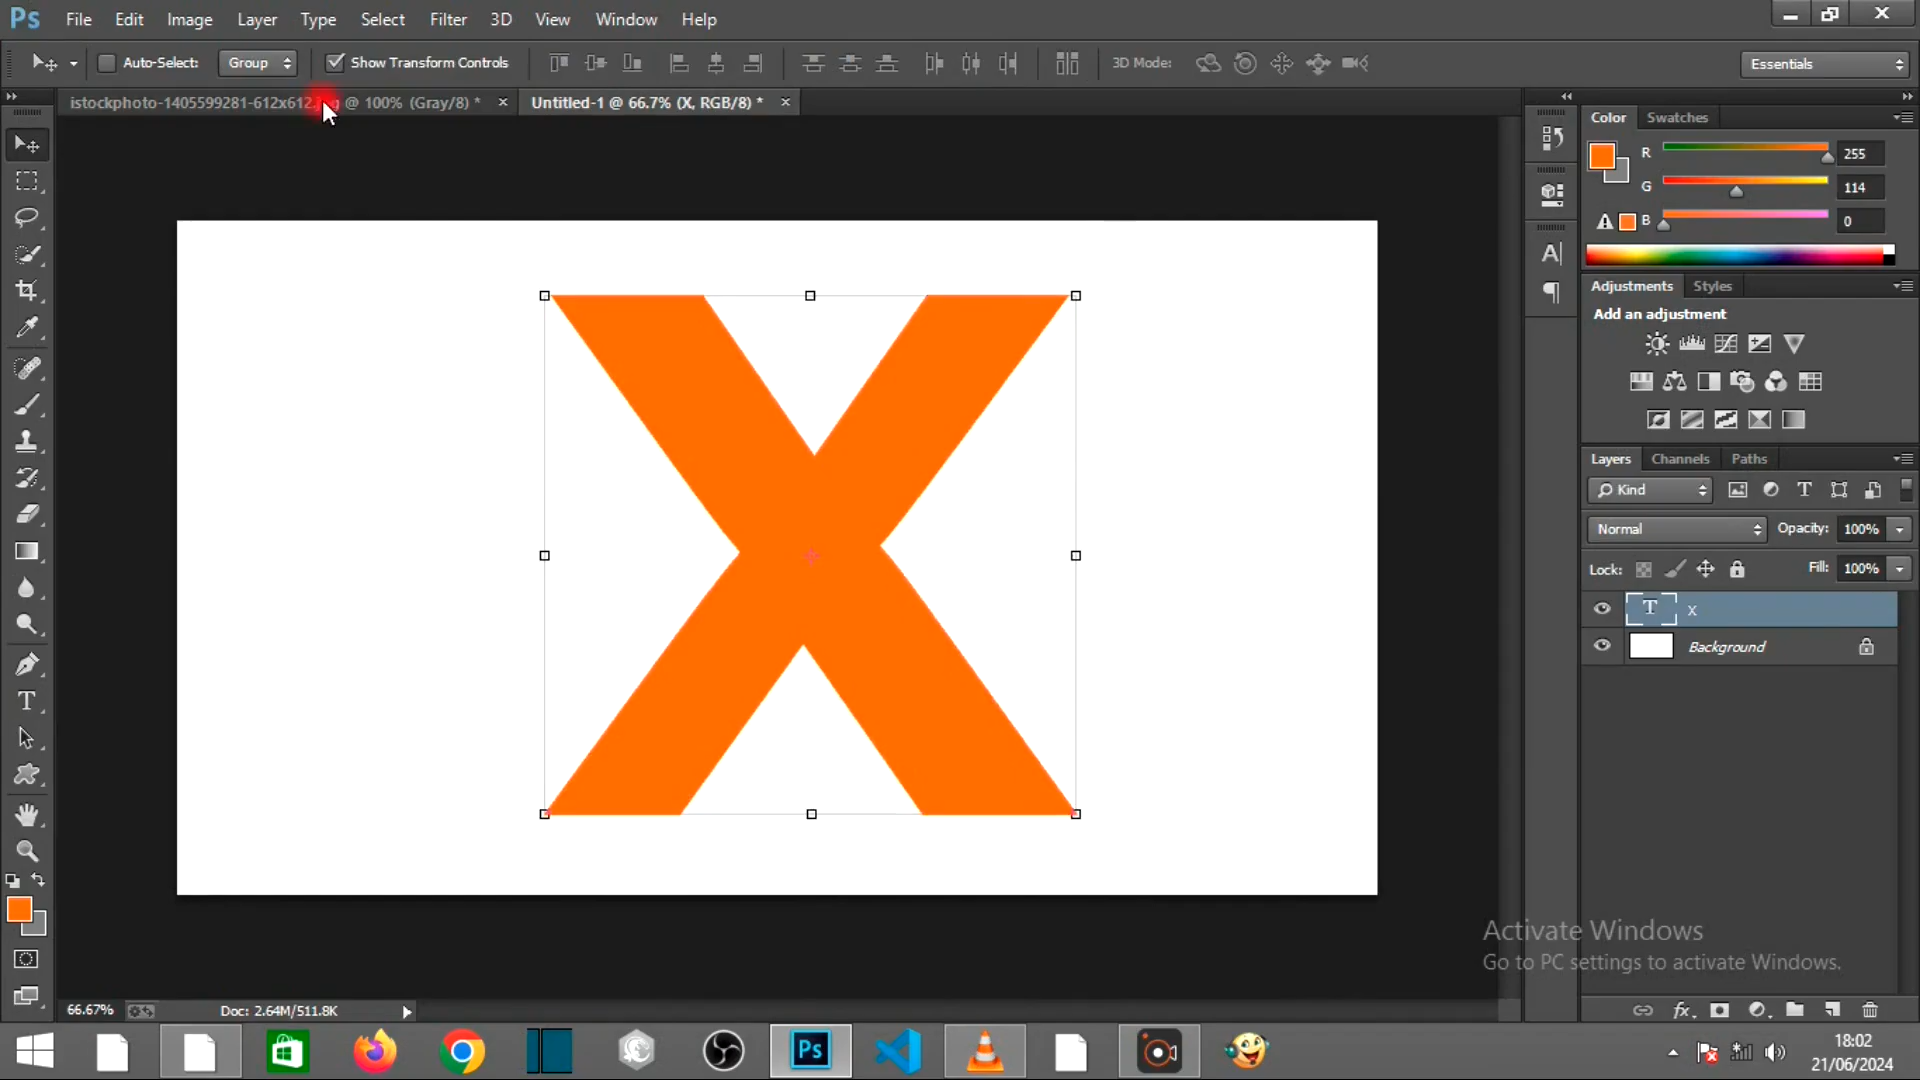 Ps File Edit Image Layer Type Select Filter 3D View Window Help
Auto-Select: Group Show Transform Controls 3D Mode: Essentials
istockphoto-1405599281-612x612.jpg @ 100% (Gray/8) * × Untitled-1 @ 66.7% (X, RGB/8) * ×
Color Swatches
R 255
G 114
B 0
Adjustments Styles
Add an adjustment
Layers Channels Paths
Kind
Normal Opacity: 100%
Lock: Fill: 100%
T x
Background
X
Activate Windows
Go to PC settings to activate Windows.
66.67% Doc: 2.64M/511.8K
fx
Ps
18:02
21/06/2024